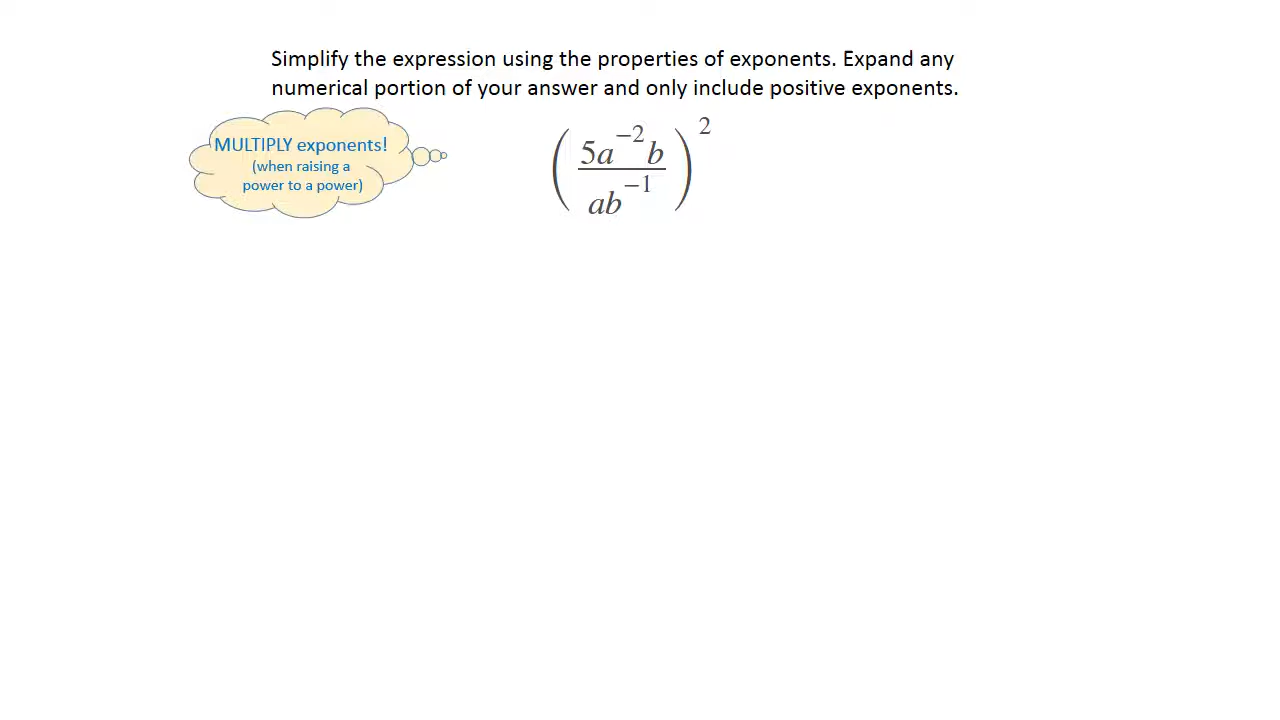 Simplify the expression using the properties of exponents. Expand any
numerical portion of your answer and only include positive exponents.
MULTIPLY exponents!
(when raising a
power to a power)
(5a⁻²b / ab⁻¹)²